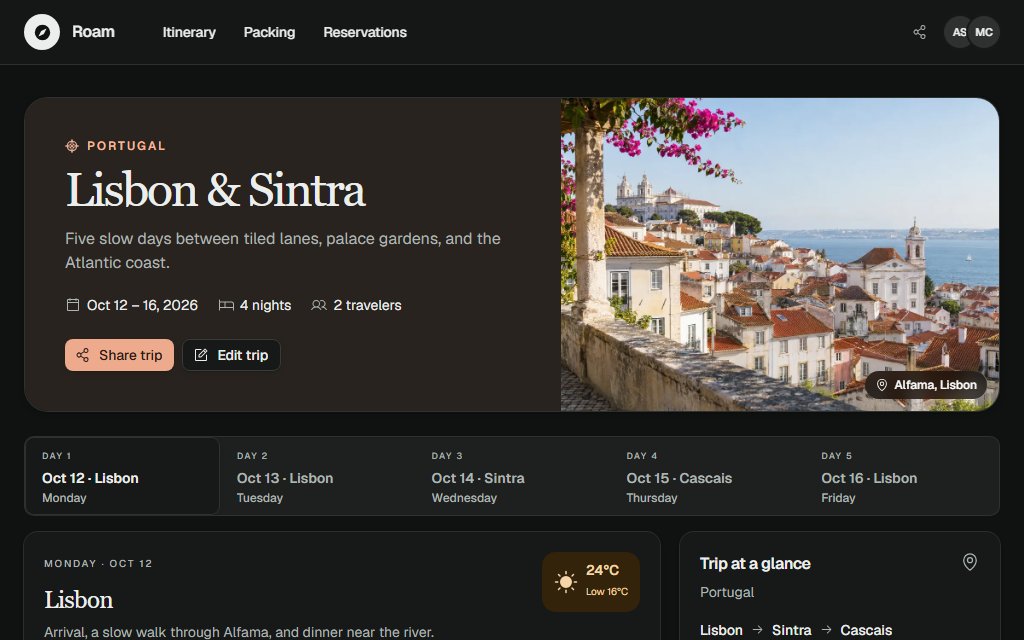 Roam
Itinerary
Packing
Reservations
AS
MC
PORTUGAL
Lisbon & Sintra
Five slow days between tiled lanes, palace gardens, and the
Atlantic coast.
Oct 12 – 16, 2026
4 nights
2 travelers
Share trip
Edit trip
Alfama, Lisbon
DAY 1
Oct 12 · Lisbon
Monday
DAY 2
Oct 13 · Lisbon
Tuesday
DAY 3
Oct 14 · Sintra
Wednesday
DAY 4
Oct 15 · Cascais
Thursday
DAY 5
Oct 16 · Lisbon
Friday
MONDAY · OCT 12
Lisbon
Arrival, a slow walk through Alfama, and dinner near the river.
24°C
Low 16°C
Trip at a glance
Portugal
Lisbon → Sintra → Cascais